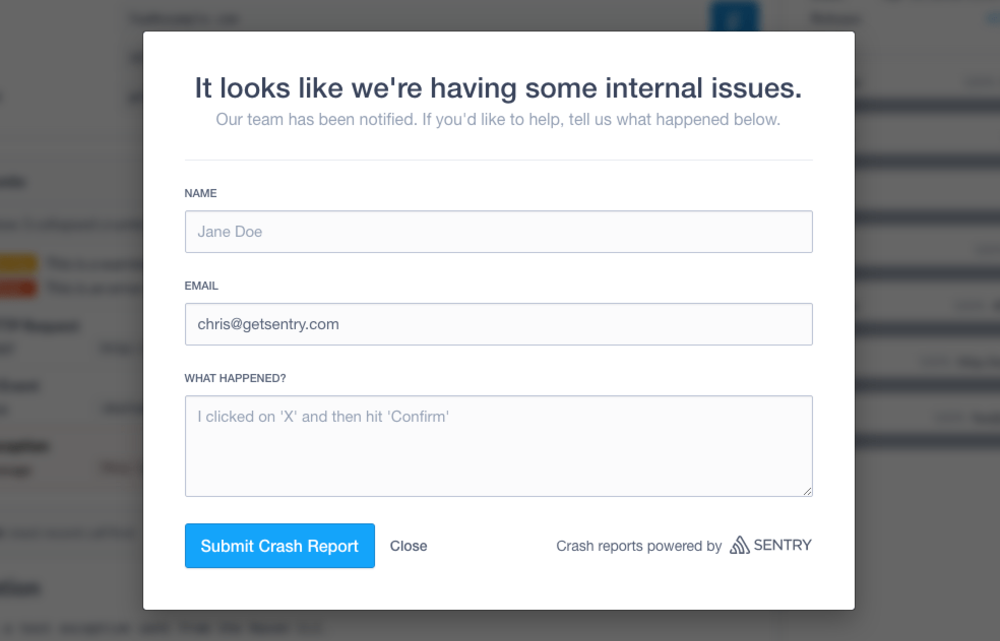 It looks like we're having some internal issues.
Our team has been notified. If you'd like to help, tell us what happened below.
NAME
Jane Doe
EMAIL
chris@getsentry.com
WHAT HAPPENED?
I clicked on 'X' and then hit 'Confirm'
Submit Crash Report Close Crash reports powered by SENTRY